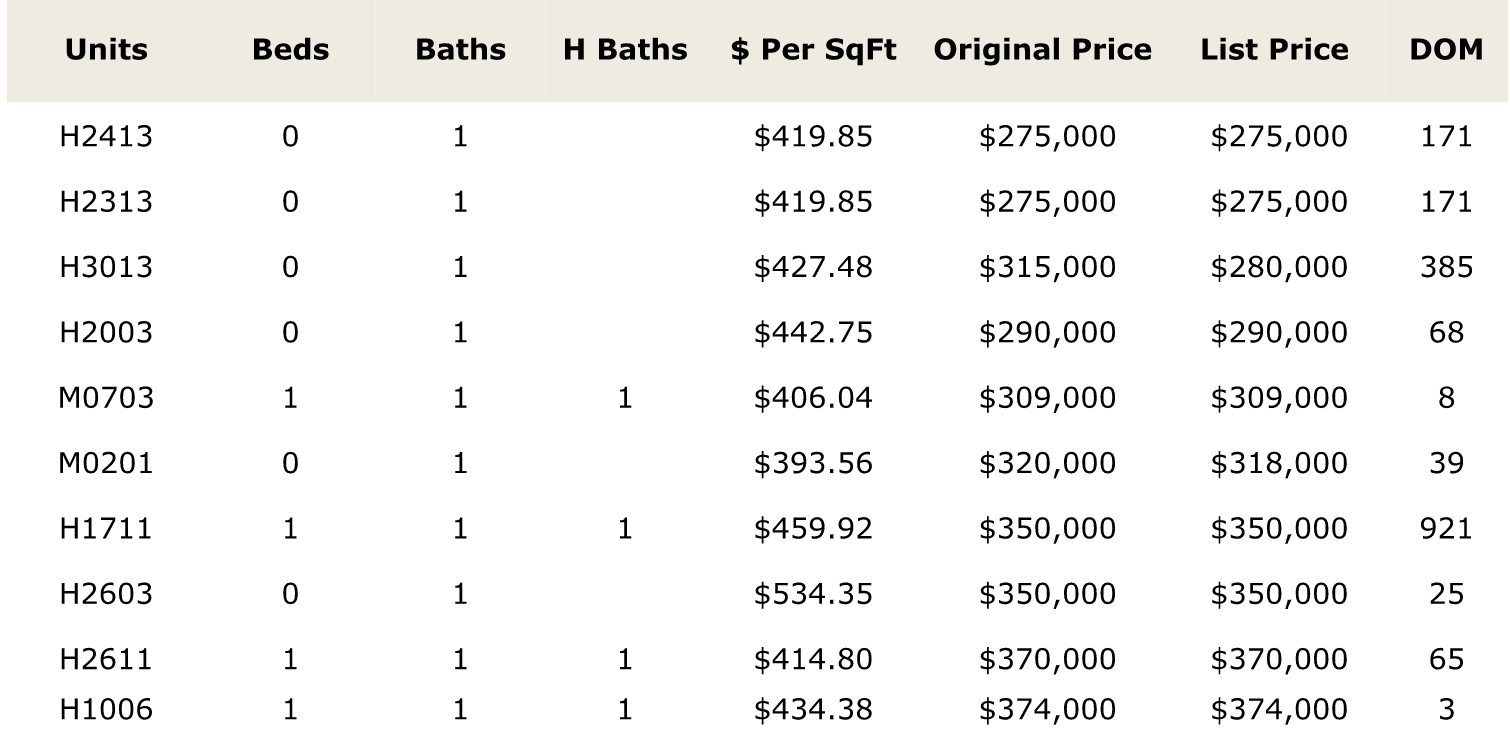 Units Beds Baths H Baths $ Per SqFt Original Price List Price DOM
H2413 0 1 $419.85 $275,000 $275,000 171
H2313 0 1 $419.85 $275,000 $275,000 171
H3013 0 1 $427.48 $315,000 $280,000 385
H2003 0 1 $442.75 $290,000 $290,000 68
M0703 1 1 1 $406.04 $309,000 $309,000 8
M0201 0 1 $393.56 $320,000 $318,000 39
H1711 1 1 1 $459.92 $350,000 $350,000 921
H2603 0 1 $534.35 $350,000 $350,000 25
H2611 1 1 1 $414.80 $370,000 $370,000 65
H1006 1 1 1 $434.38 $374,000 $374,000 3